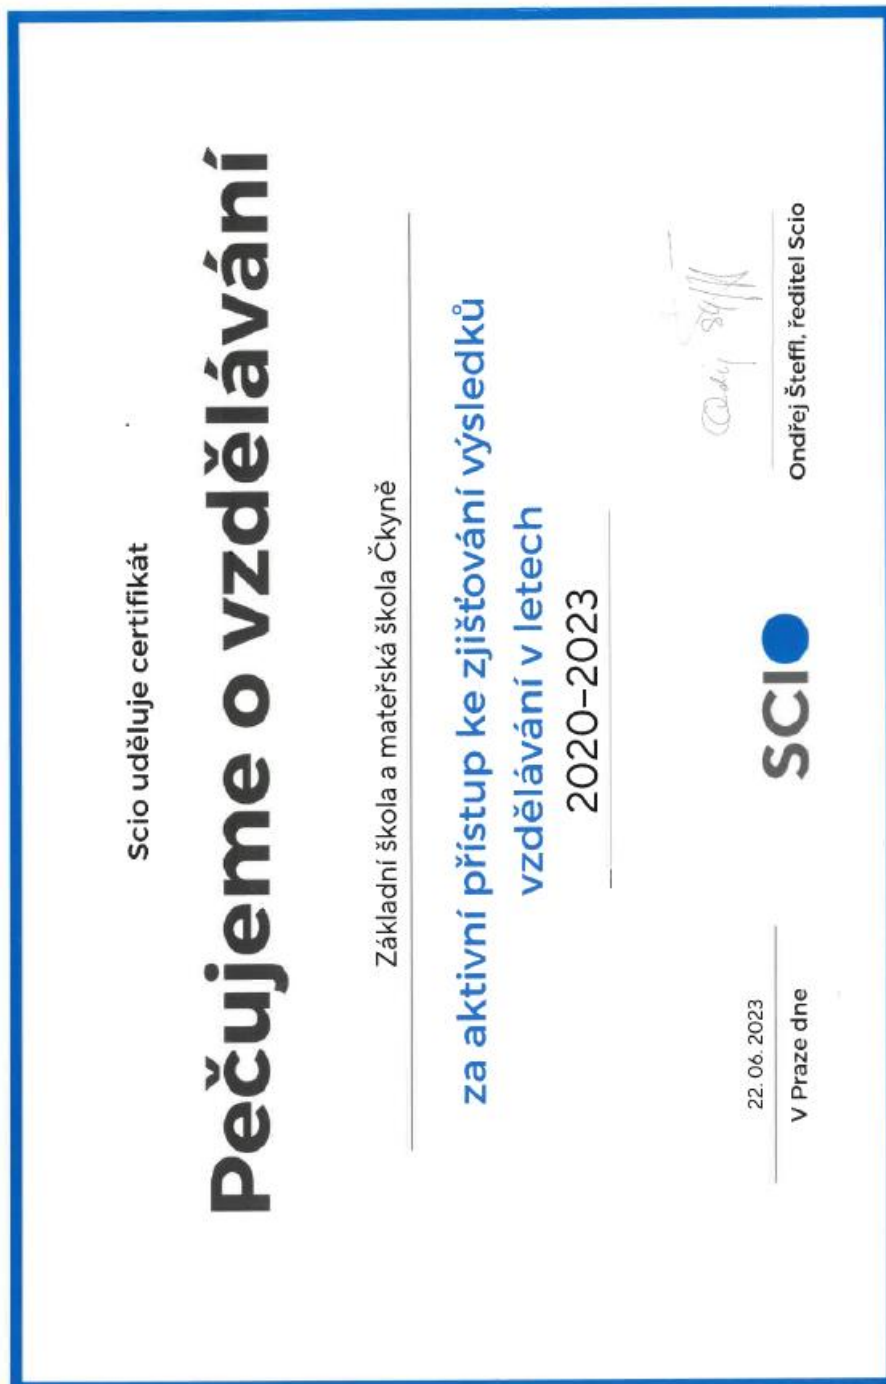 Scio uděluje certifikát
Pečujeme o vzdělávání
Základní škola a mateřská škola Čkyně
za aktivní přístup ke zjišťování výsledků
vzdělávání v letech
2020–2023
22. 06. 2023
V Praze dne
SCIO
Ondřej Šteffl, ředitel Scio